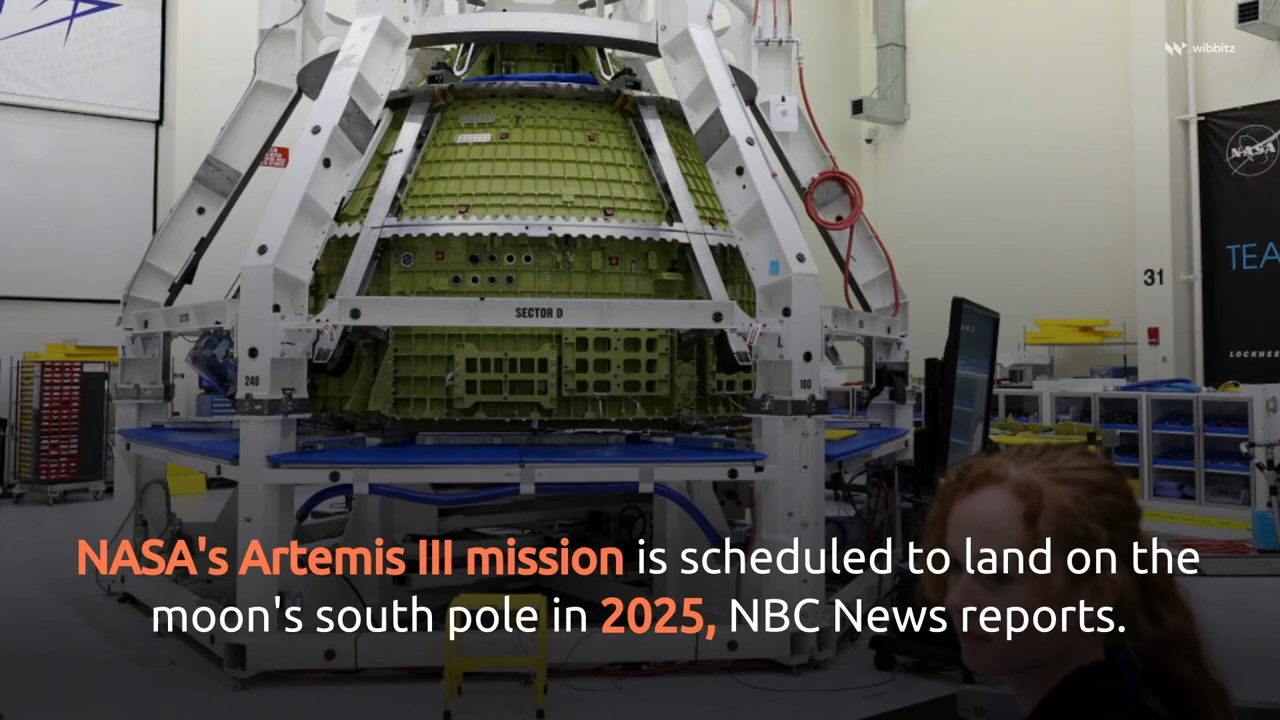 wibbitz
NASA
31
TEA
SECTOR D
LOCKHEE
240
180
NASA's Artemis III mission is scheduled to land on the
moon's south pole in 2025, NBC News reports.